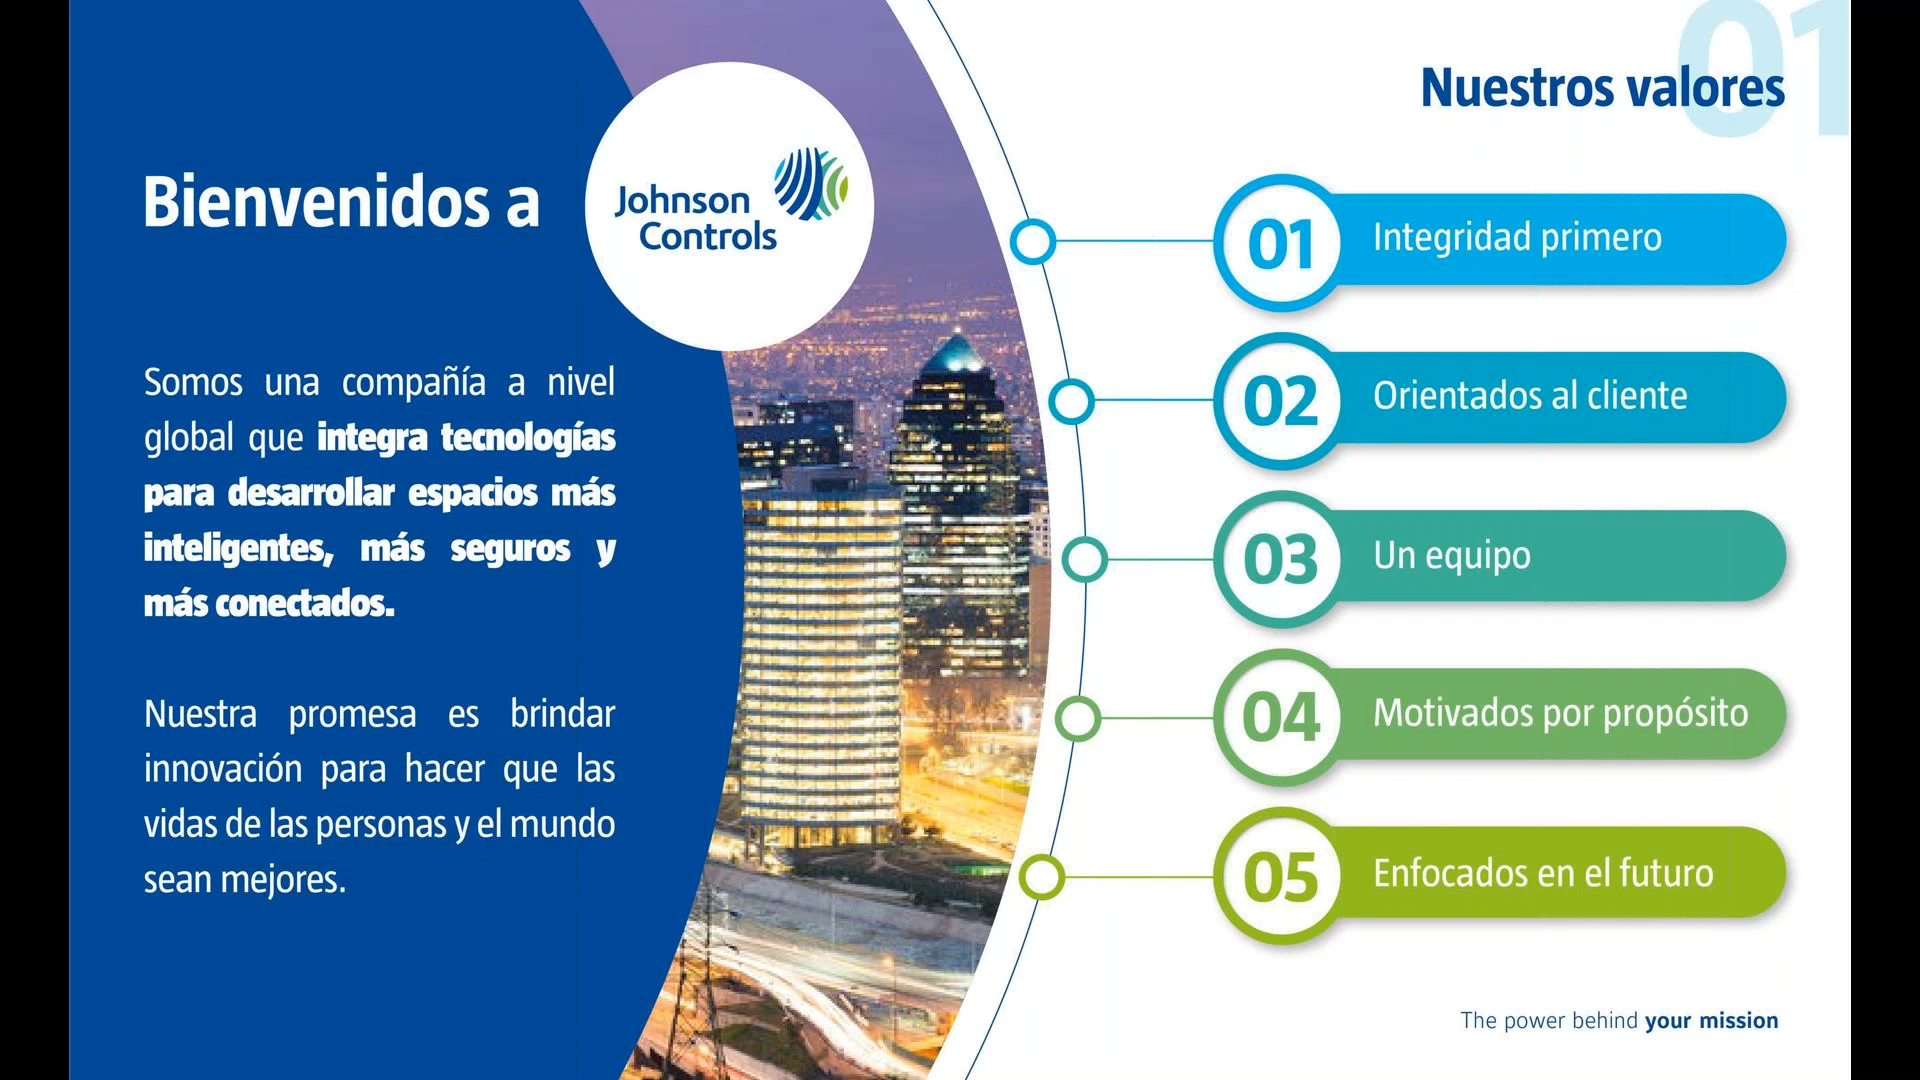 Bienvenidos a
Johnson
Controls
Somos una compañía a nivel
global que integra tecnologías
para desarrollar espacios más
inteligentes, más seguros y
más conectados.
Nuestra promesa es brindar
innovación para hacer que las
vidas de las personas y el mundo
sean mejores.
01
Nuestros valores
01 Integridad primero
02 Orientados al cliente
03 Un equipo
04 Motivados por propósito
05 Enfocados en el futuro
The power behind your mission